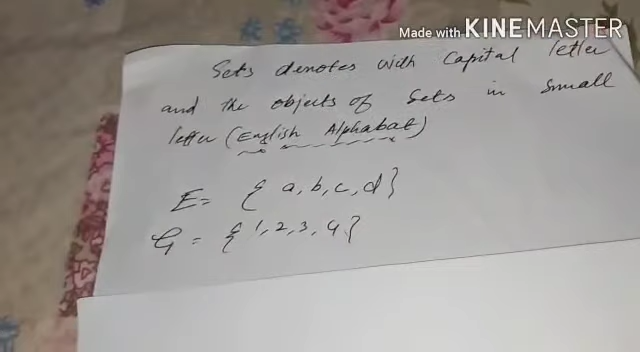 Made with KINEMASTER
Sets denotes with Capital letter
and the objects of Sets in small
letter (English Alphabat)
E = { a, b, c, d }
G = { 1, 2, 3, 4 }